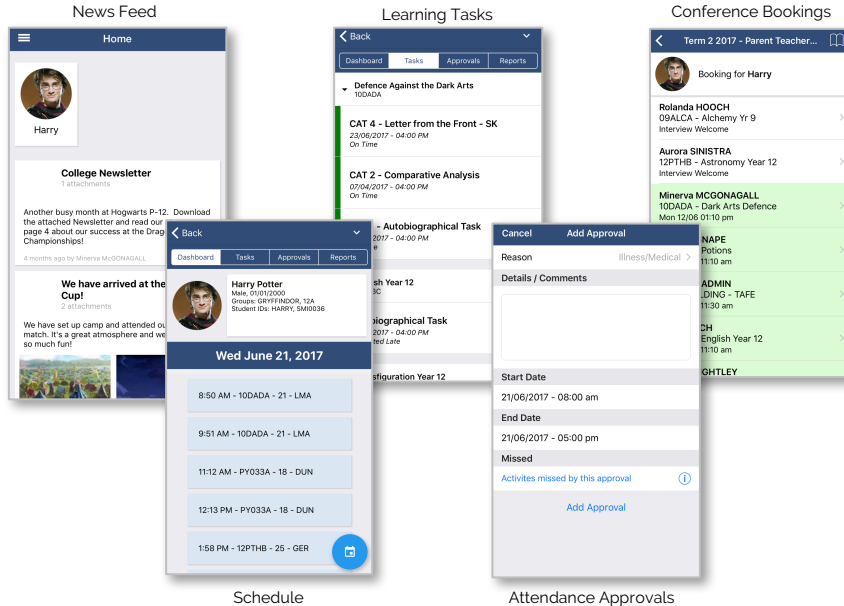 News Feed
Home
Harry
College Newsletter
1 attachments
Another busy month at Hogwarts P-12. Download
the attached Newsletter and read our
page 4 about our success at the
Championships!
4 months ago by Minerva McGONAGALL
We have arrived at the
Cup!
2 attachments
We have set up camp and attended
match. It's a great atmosphere and we
so much fun!
Learning Tasks
Back
Dashboard Tasks Approvals Reports
Defence Against the Dark Arts
10DADA
CAT 4 - Letter from the Front - SK
23/06/2017 - 04:00 PM
On Time
CAT 2 - Comparative Analysis
07/04/2017 - 04:00 PM
On Time
- Autobiographical Task
2017 - 04:00 PM
Year 12
Task
2017 - 04:00 PM
Late
Year 12
Conference Bookings
Term 2 2017 - Parent Teacher...
Booking for Harry
Rolanda HOOCH
09ALCA - Alchemy Yr 9
Interview Welcome
Aurora SINISTRA
12PTHB - Astronomy Year 12
Interview Welcome
Minerva MCGONAGALL
10DADA - Dark Arts Defence
Mon 12/06 01:10 pm
NAPE
Potions
11:10 am
ADMIN
LDING - TAFE
11:30 am
CH
English Year 12
11:10 am
GHTLEY
Back
Dashboard Tasks Approvals Reports
Harry Potter
Male, 01/01/2000
Groups: GRYFFINDOR, 12A
Student IDs: HARRY, SMI0036
Wed June 21, 2017
8:50 AM - 10DADA - 21 - LMA
9:51 AM - 10DADA - 21 - LMA
11:12 AM - PY033A - 18 - DUN
12:13 PM - PY033A - 18 - DUN
1:58 PM - 12PTHB - 25 - GER
Schedule
Cancel Add Approval
Reason Illness/Medical
Details / Comments
Start Date
21/06/2017 - 08:00 am
End Date
21/06/2017 - 05:00 pm
Missed
Activites missed by this approval
Add Approval
Attendance Approvals